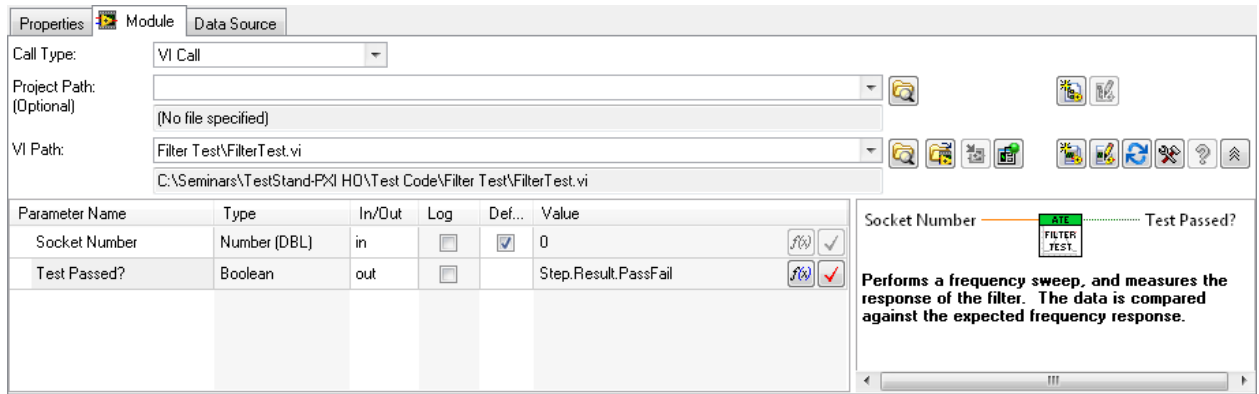 Properties Module Data Source
Call Type: VI Call
Project Path:
(Optional)
(No file specified)
VI Path: Filter Test\FilterTest.vi
C:\Seminars\TestStand-PXI HO\Test Code\Filter Test\FilterTest.vi
Parameter Name Type In/Out Log Def... Value
Socket Number Number (DBL) in 0 f(x)
Test Passed? Boolean out Step.Result.PassFail f(x)
Socket Number ATE FILTER TEST Test Passed?
Performs a frequency sweep, and measures the
response of the filter. The data is compared
against the expected frequency response.